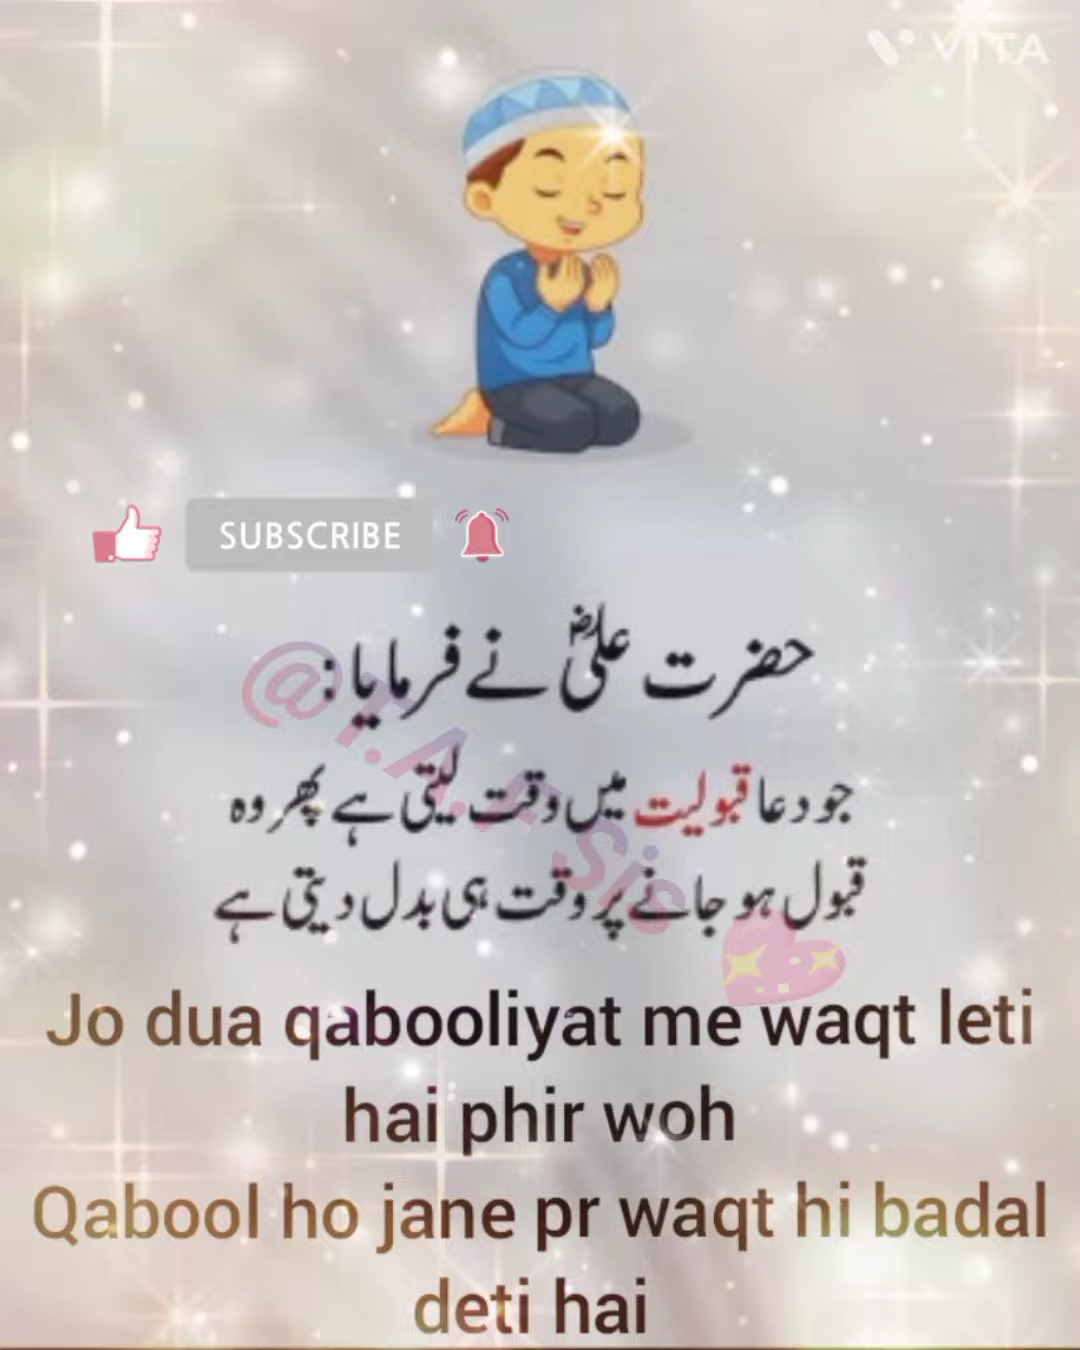 VITA
SUBSCRIBE
حضرت علیؓ نے فرمایا:
جو دعا قبولیت میں وقت لیتی ہے پھر وہ
قبول ہو جانے پر وقت ہی بدل دیتی ہے
@T.A.F Sis
Jo dua qabooliyat me waqt leti
hai phir woh
Qabool ho jane pr waqt hi badal
deti hai